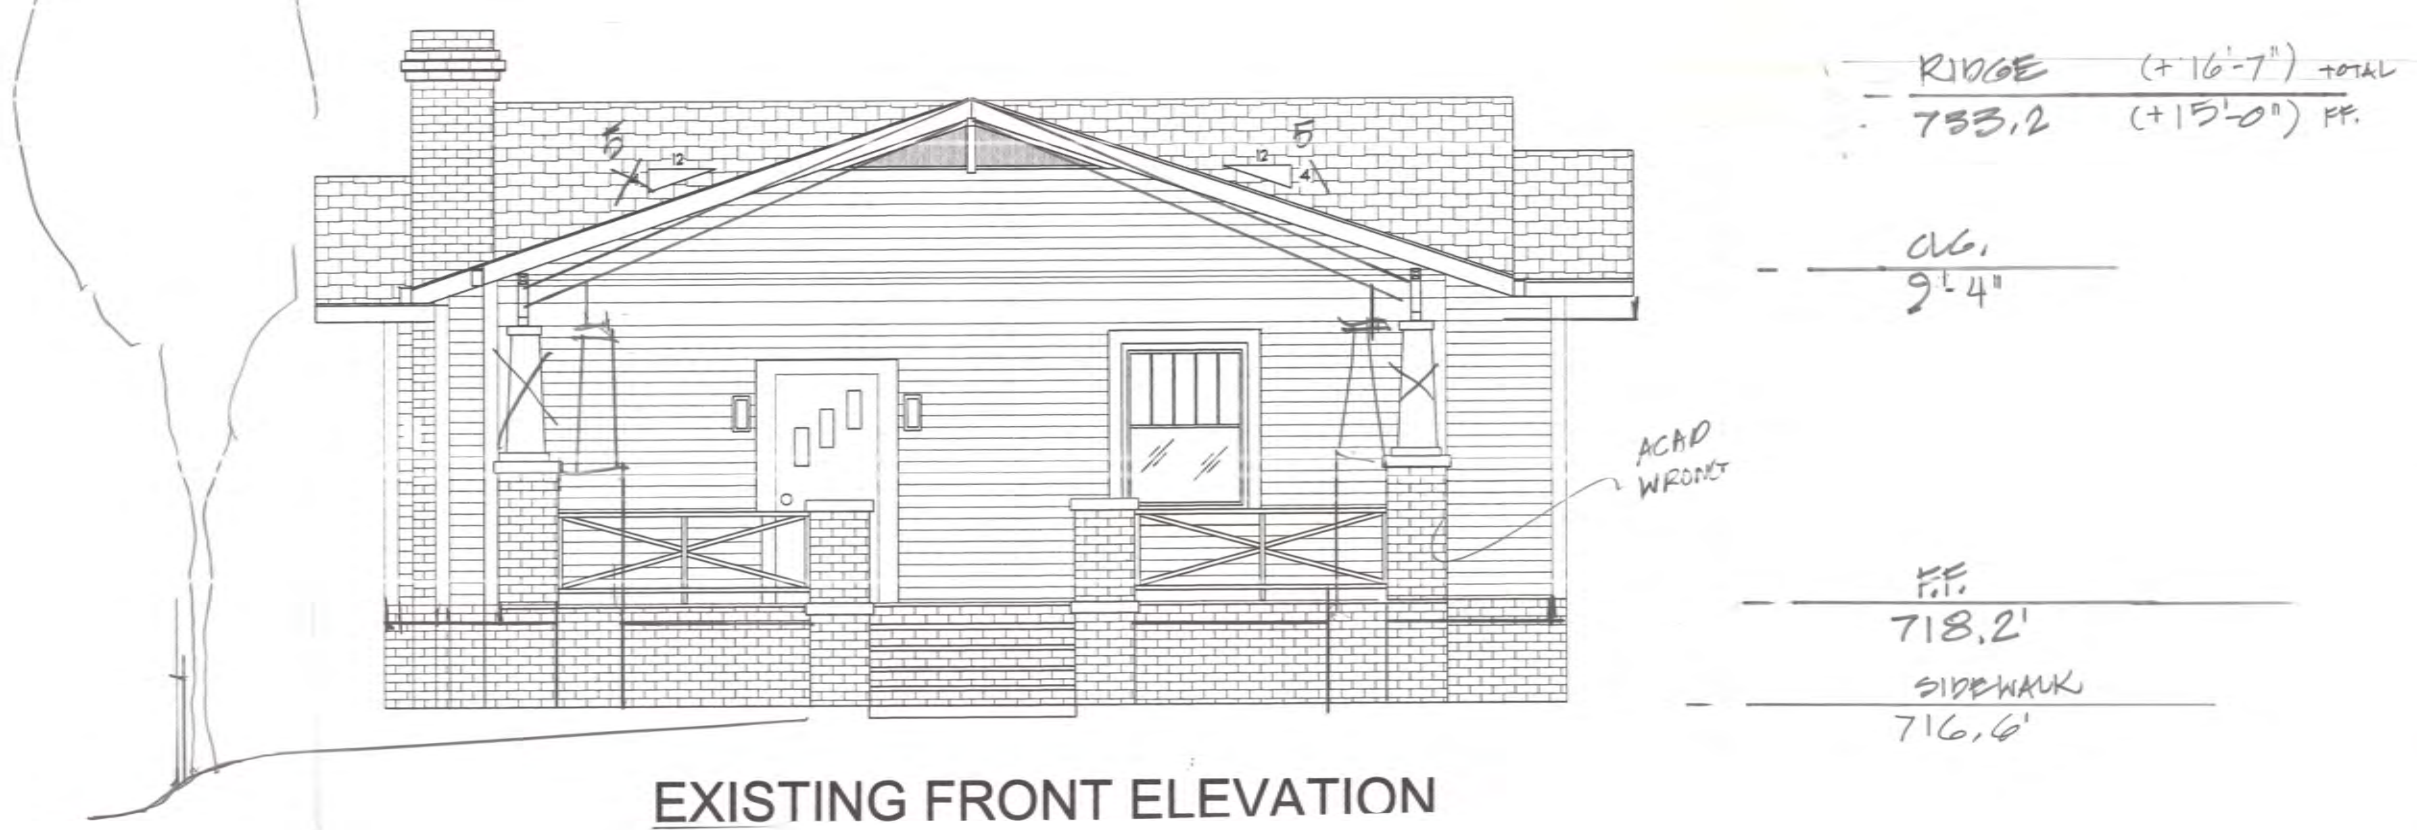 RIDGE (+ 16'-7") TOTAL
733.2 (+15'-0") FF.
5
12
5
12
4
CLG.
9'-4"
ACAD
WRONG
F.F.
718.2'
SIDEWALK
716.6'
EXISTING FRONT ELEVATION